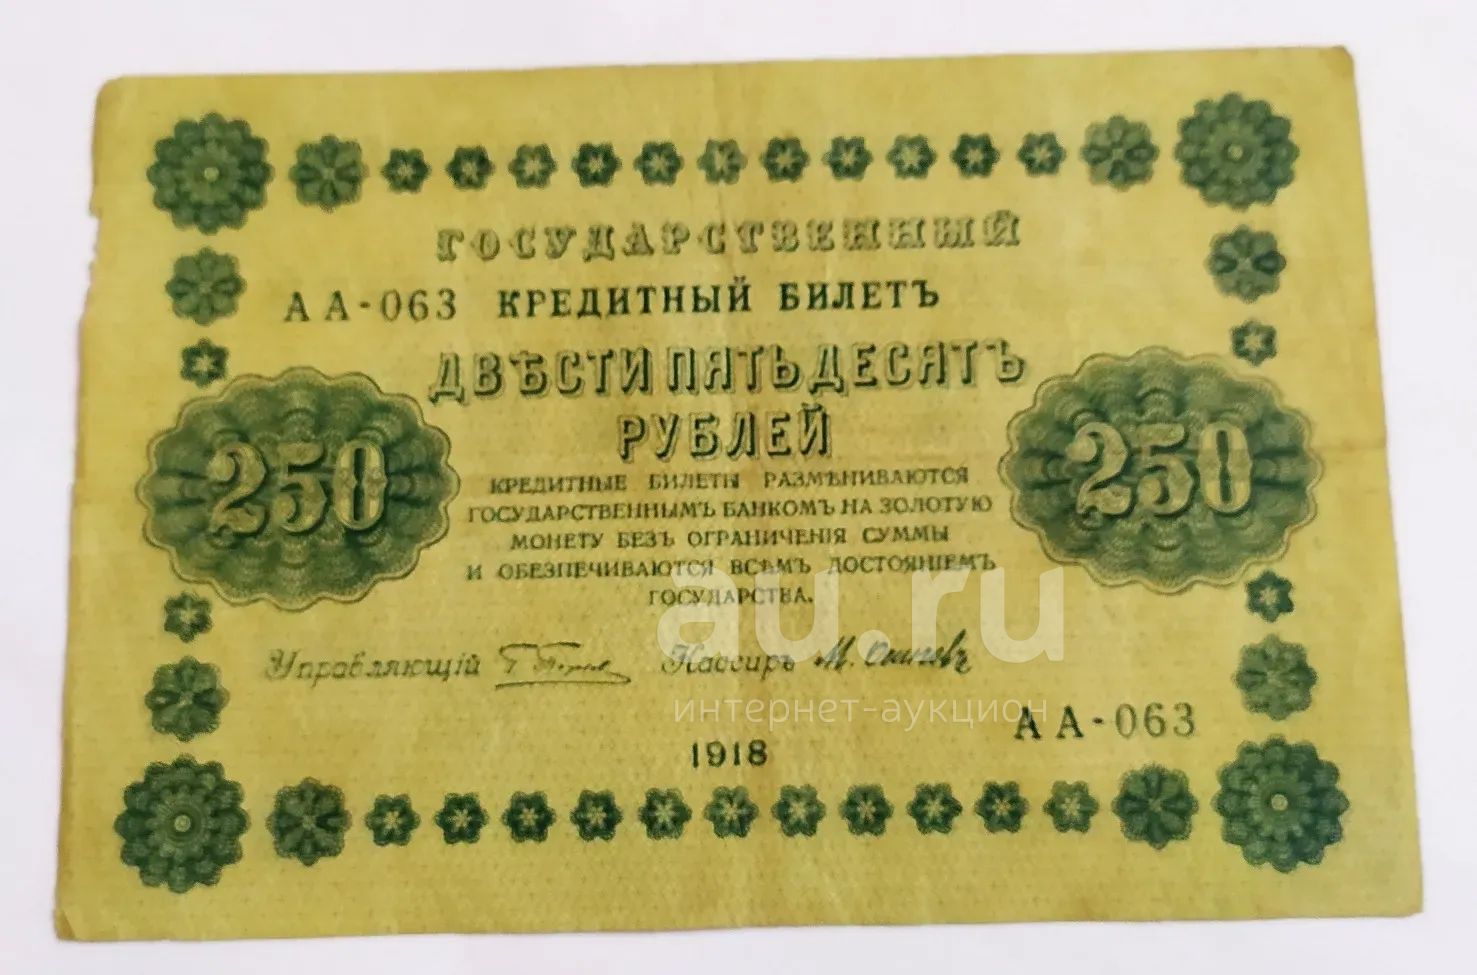 ГОСУДАРСТВЕННЫЙ
АА-063 КРЕДИТНЫЙ БИЛЕТЪ
ДВѢСТИ ПЯТЬДЕСЯТЪ
РУБЛЕЙ
250
250
КРЕДИТНЫЕ БИЛЕТЫ РАЗМѢНИВАЮТСЯ
ГОСУДАРСТВЕННЫМЪ БАНКОМЪ НА ЗОЛОТУЮ
МОНЕТУ БЕЗЪ ОГРАНИЧЕНІЯ СУММЫ
И ОБЕЗПЕЧИВАЮТСЯ ВСѢМЪ ДОСТОЯНІЕМЪ
ГОСУДАРСТВА.
au.ru
Управляющій Кассиръ М. Осиповъ
интернет-аукцион
АА-063
1918